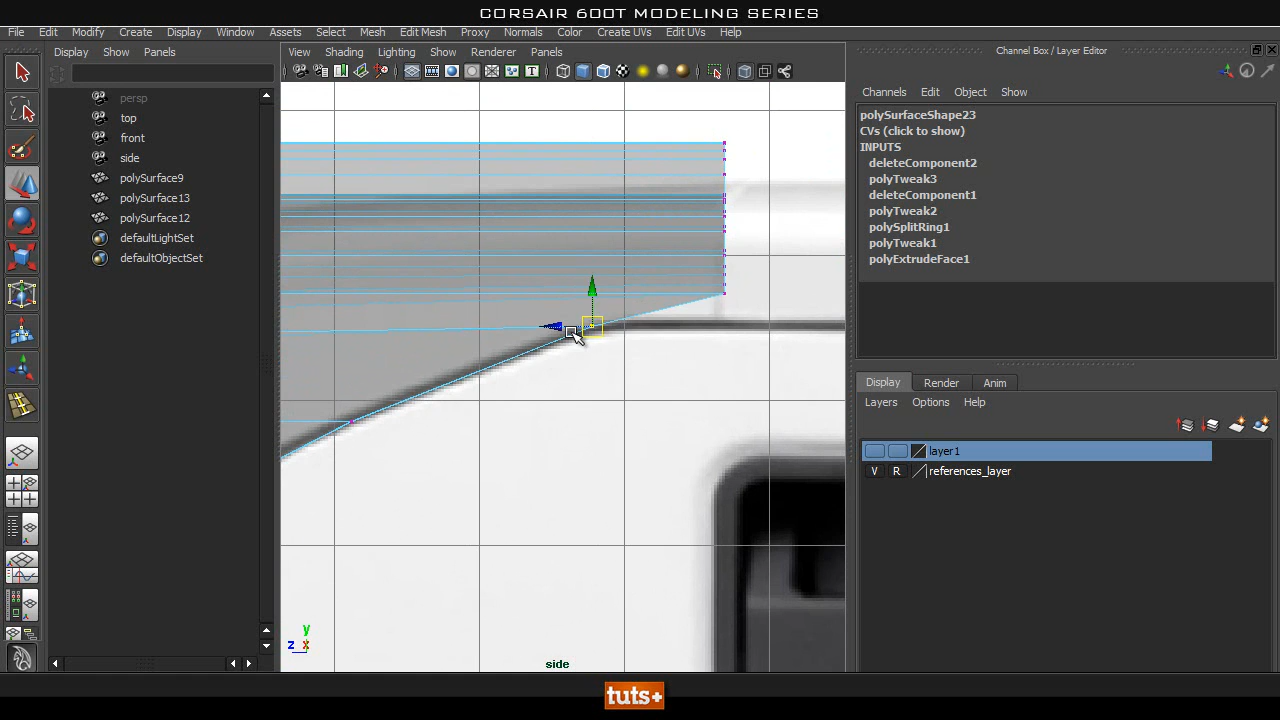 CORSAIR 600T MODELING SERIES
File Edit Modify Create Display Window Assets Select Mesh Edit Mesh Proxy Normals Color Create UVs Edit UVs Help
Display Show Panels
View Shading Lighting Show Renderer Panels
Channel Box / Layer Editor
T
Channels Edit Object Show
persp
top
front
side
polySurface9
polySurface13
polySurface12
defaultLightSet
defaultObjectSet
polySurfaceShape23
CVs (click to show)
INPUTS
deleteComponent2
polyTweak3
deleteComponent1
polyTweak2
polySplitRing1
polyTweak1
polyExtrudeFace1
Display Render Anim
Layers Options Help
layer1
V R references_layer
y
z x
side
tuts+